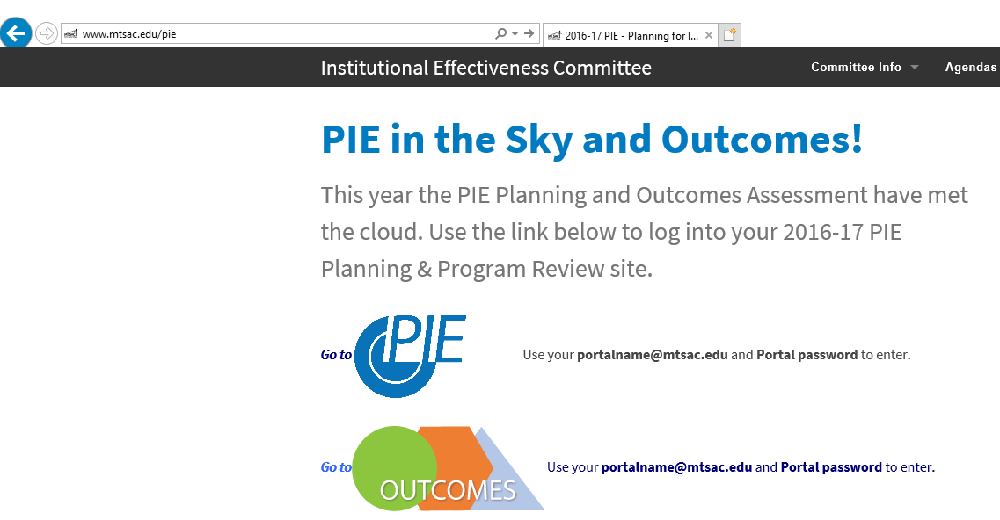 www.mtsac.edu/pie
2016-17 PIE - Planning for I...
Institutional Effectiveness Committee
Committee Info
Agendas
PIE in the Sky and Outcomes!
This year the PIE Planning and Outcomes Assessment have met
the cloud. Use the link below to log into your 2016-17 PIE
Planning & Program Review site.
Go to PIE Use your portalname@mtsac.edu and Portal password to enter.
Go to OUTCOMES Use your portalname@mtsac.edu and Portal password to enter.